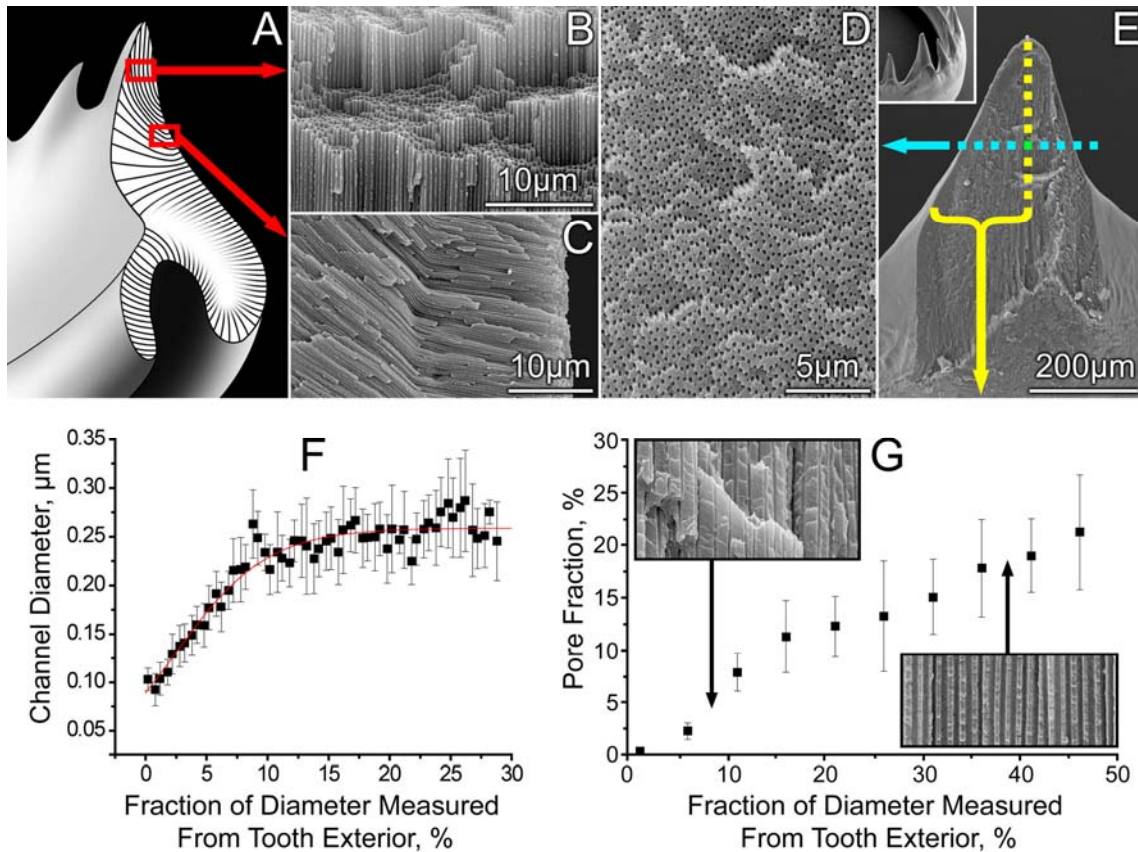 A
B
10µm
C
10µm
D
5µm
E
200µm
F
0.35
0.30
0.25
0.20
0.15
0.10
0.05
Channel Diameter, µm
0
5
10
15
20
25
30
Fraction of Diameter Measured
From Tooth Exterior, %
G
30
25
20
15
10
5
0
Pore Fraction, %
0
10
20
30
40
50
Fraction of Diameter Measured
From Tooth Exterior, %